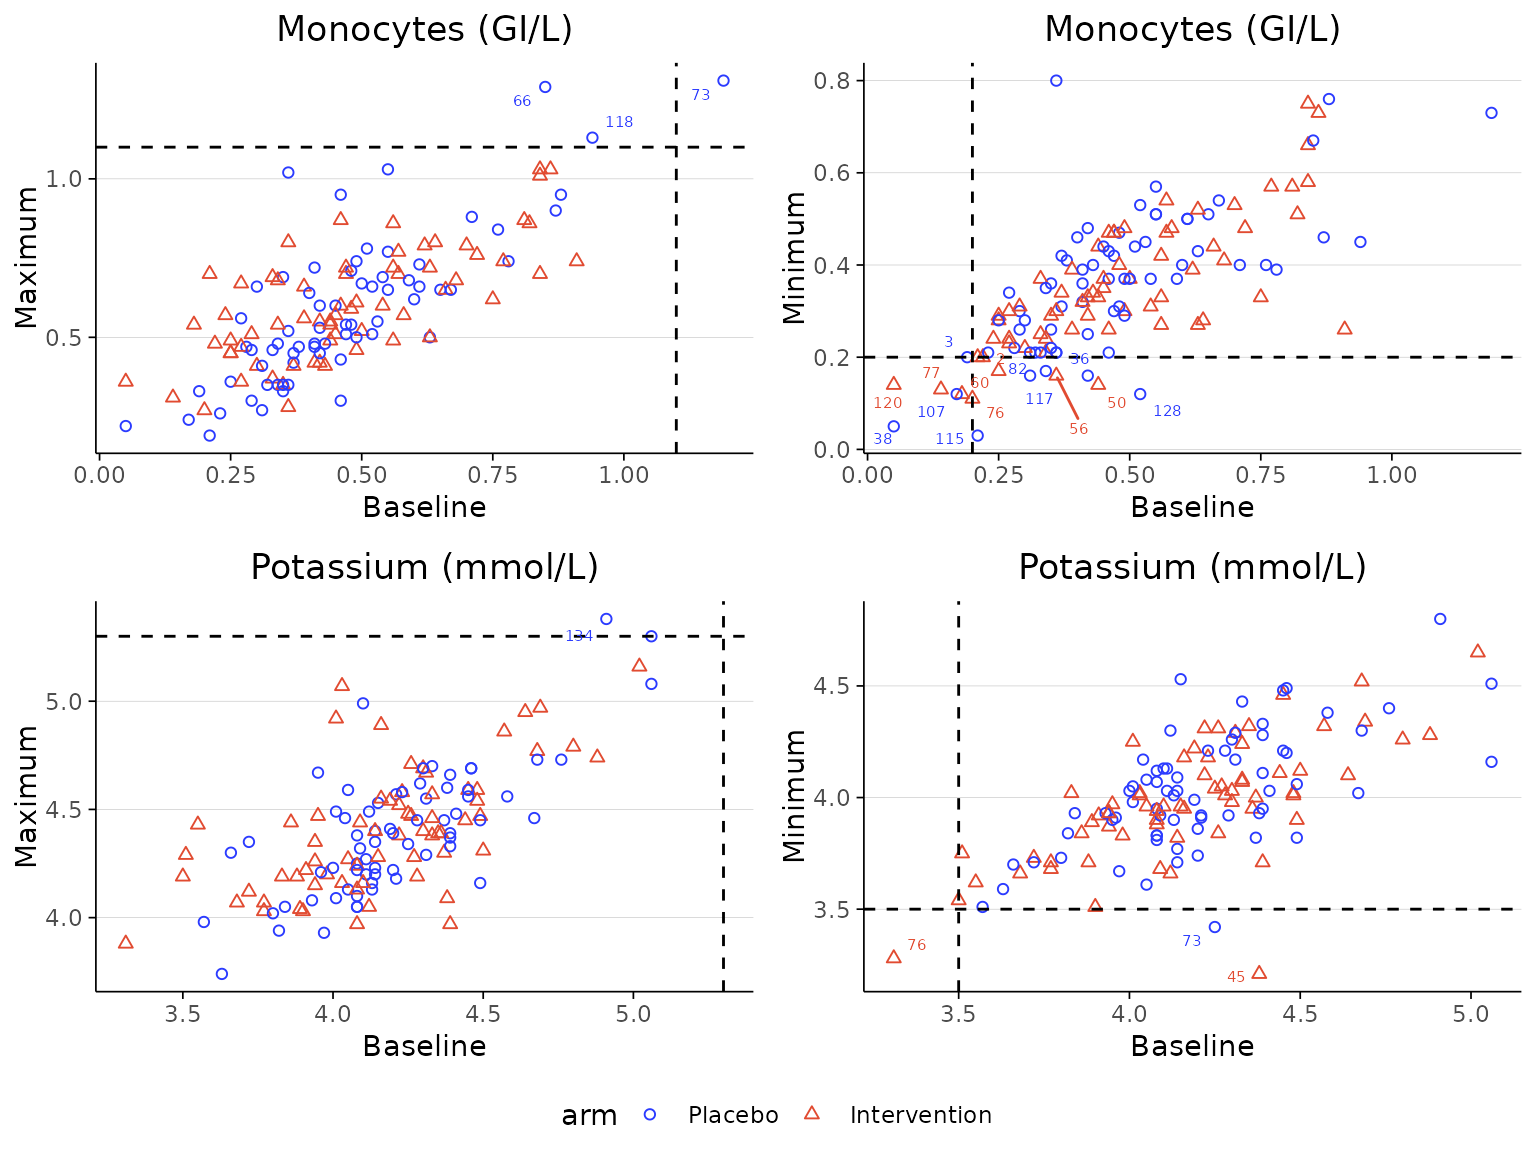 Monocytes (GI/L)
Maximum
1.0
0.5
66
73
118
0.00 0.25 0.50 0.75 1.00
Baseline
Monocytes (GI/L)
Minimum
0.8
0.6
0.4
0.2
0.0
3
2
82
36
77
60
120
107
76
117
50
128
56
38
115
0.00 0.25 0.50 0.75 1.00
Baseline
Potassium (mmol/L)
Maximum
5.0
4.5
4.0
134
3.5 4.0 4.5 5.0
Baseline
Potassium (mmol/L)
Minimum
4.5
4.0
3.5
76
73
45
3.5 4.0 4.5 5.0
Baseline
arm Placebo Intervention